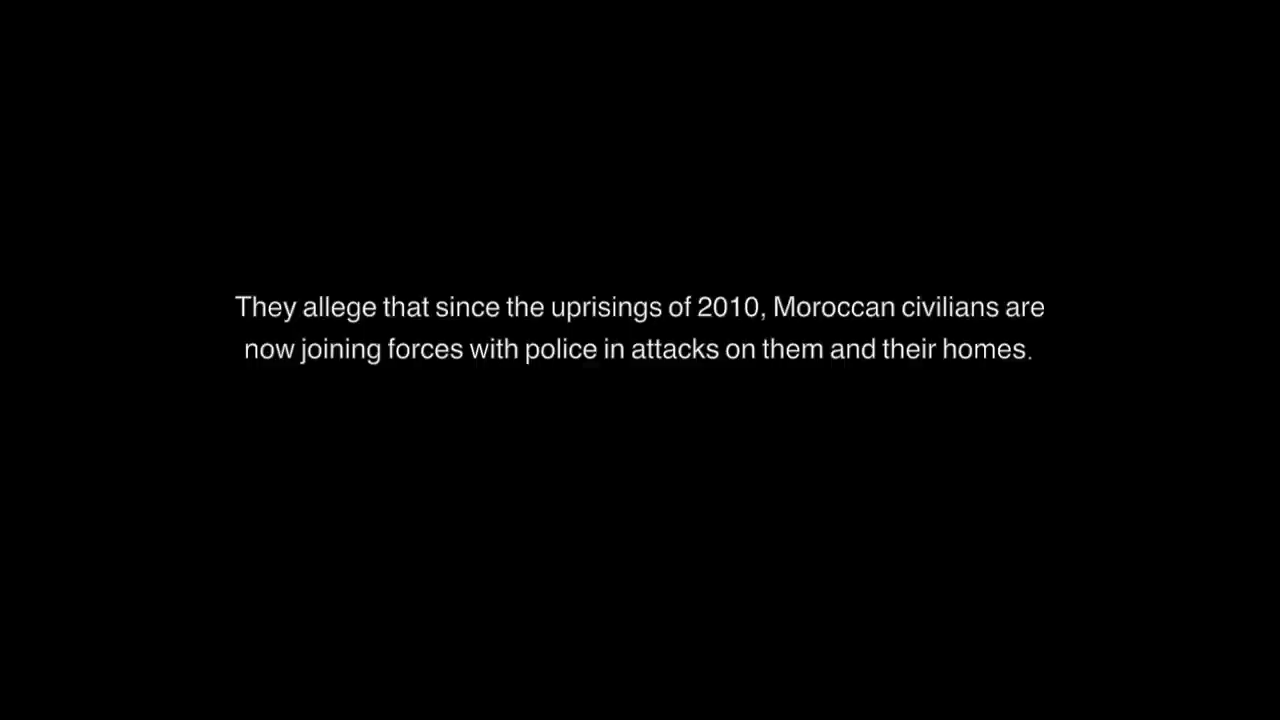 They allege that since the uprisings of 2010, Moroccan civilians are
now joining forces with police in attacks on them and their homes.